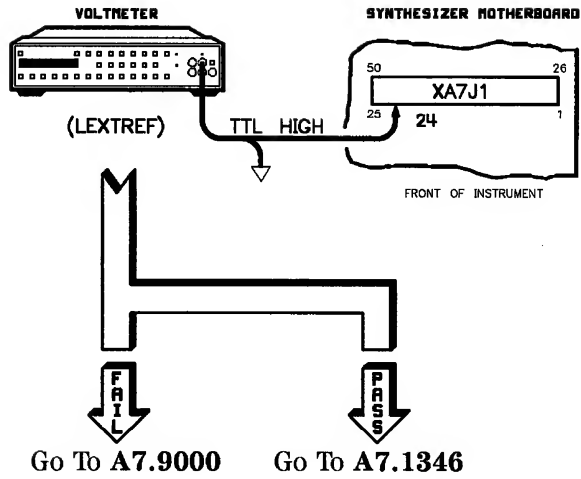 VOLTMETER
SYNTHESIZER MOTHERBOARD
50
26
XA7J1
25
24
1
(LEXTREF)
TTL HIGH
FRONT OF INSTRUMENT
FAIL
PASS
Go To A7.9000
Go To A7.1346